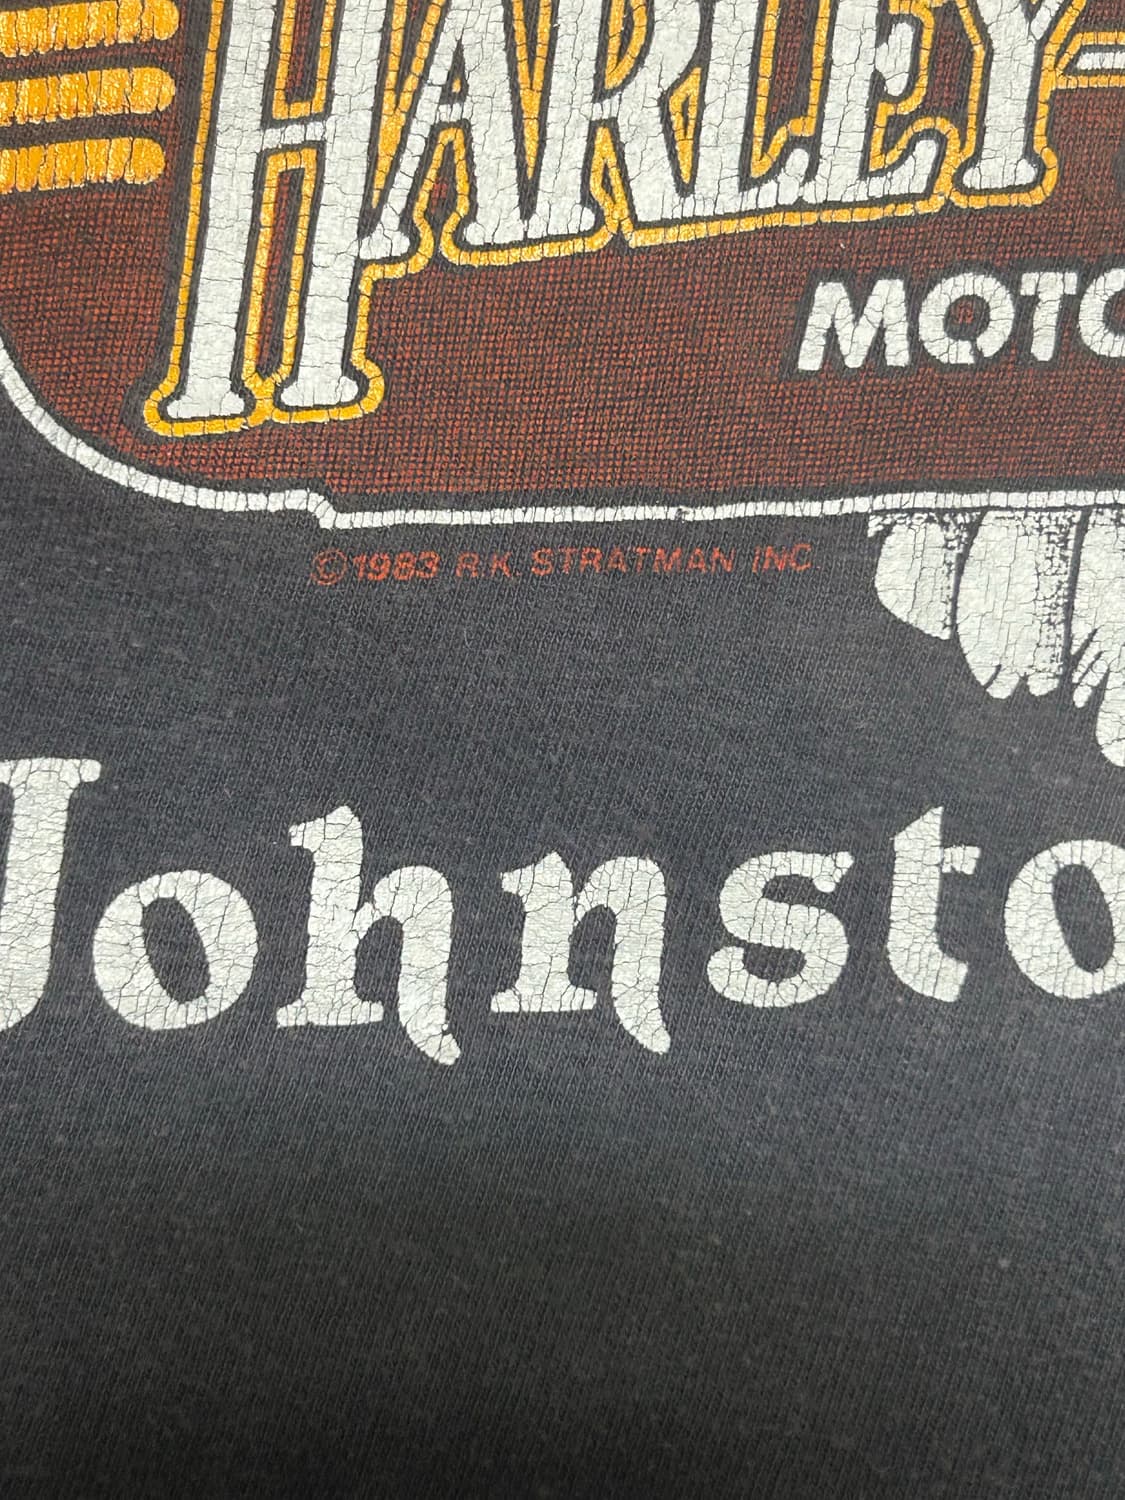 HARLEY-
MOTO
©1983 R.K. STRATMAN INC
Johnsto